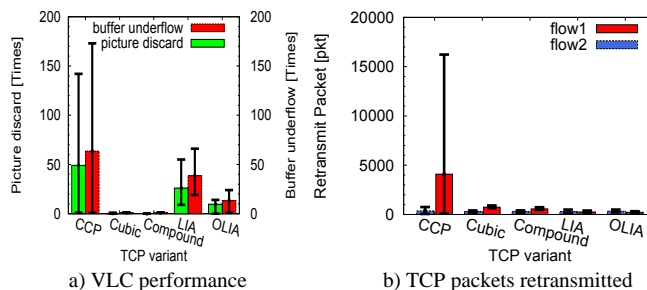 buffer underflow
picture discard
Picture discard [Times]
200
150
100
50
0
Buffer underflow [Times]
200
150
100
50
0
CCP
Cubic
Compound
LIA
OLIA
TCP variant
a) VLC performance
flow1
flow2
Retransmit Packet [pkt]
20000
15000
10000
5000
0
CCP
Cubic
Compound
LIA
OLIA
TCP variant
b) TCP packets retransmitted